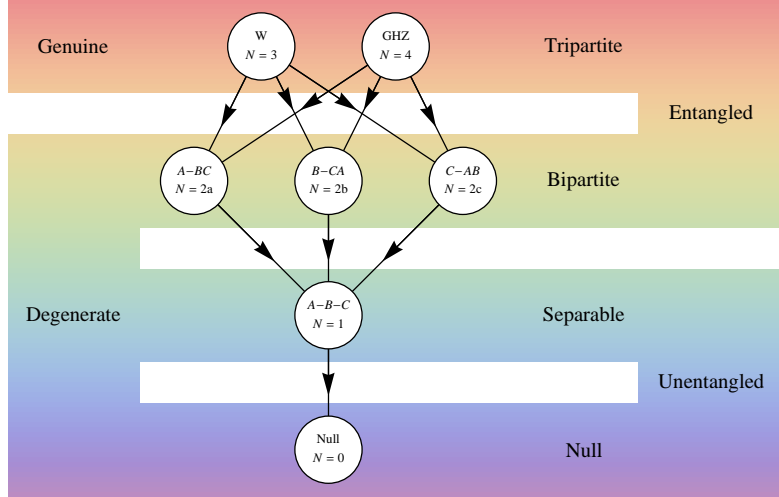 Genuine
W
N = 3
GHZ
N = 4
Tripartite
Entangled
A−BC
N = 2a
B−CA
N = 2b
C−AB
N = 2c
Bipartite
Degenerate
A−B−C
N = 1
Separable
Unentangled
Null
N = 0
Null